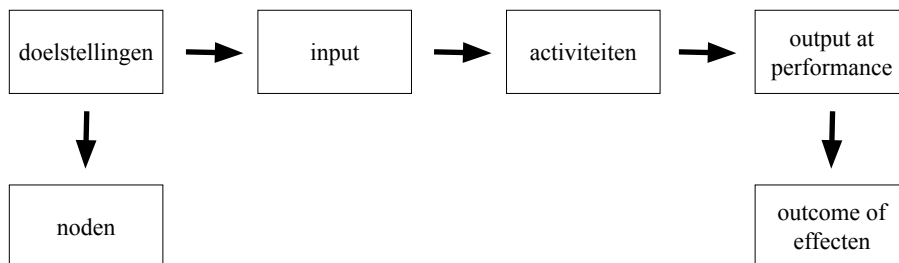 doelstellingen
input
activiteiten
output at
performance
noden
outcome of
effecten